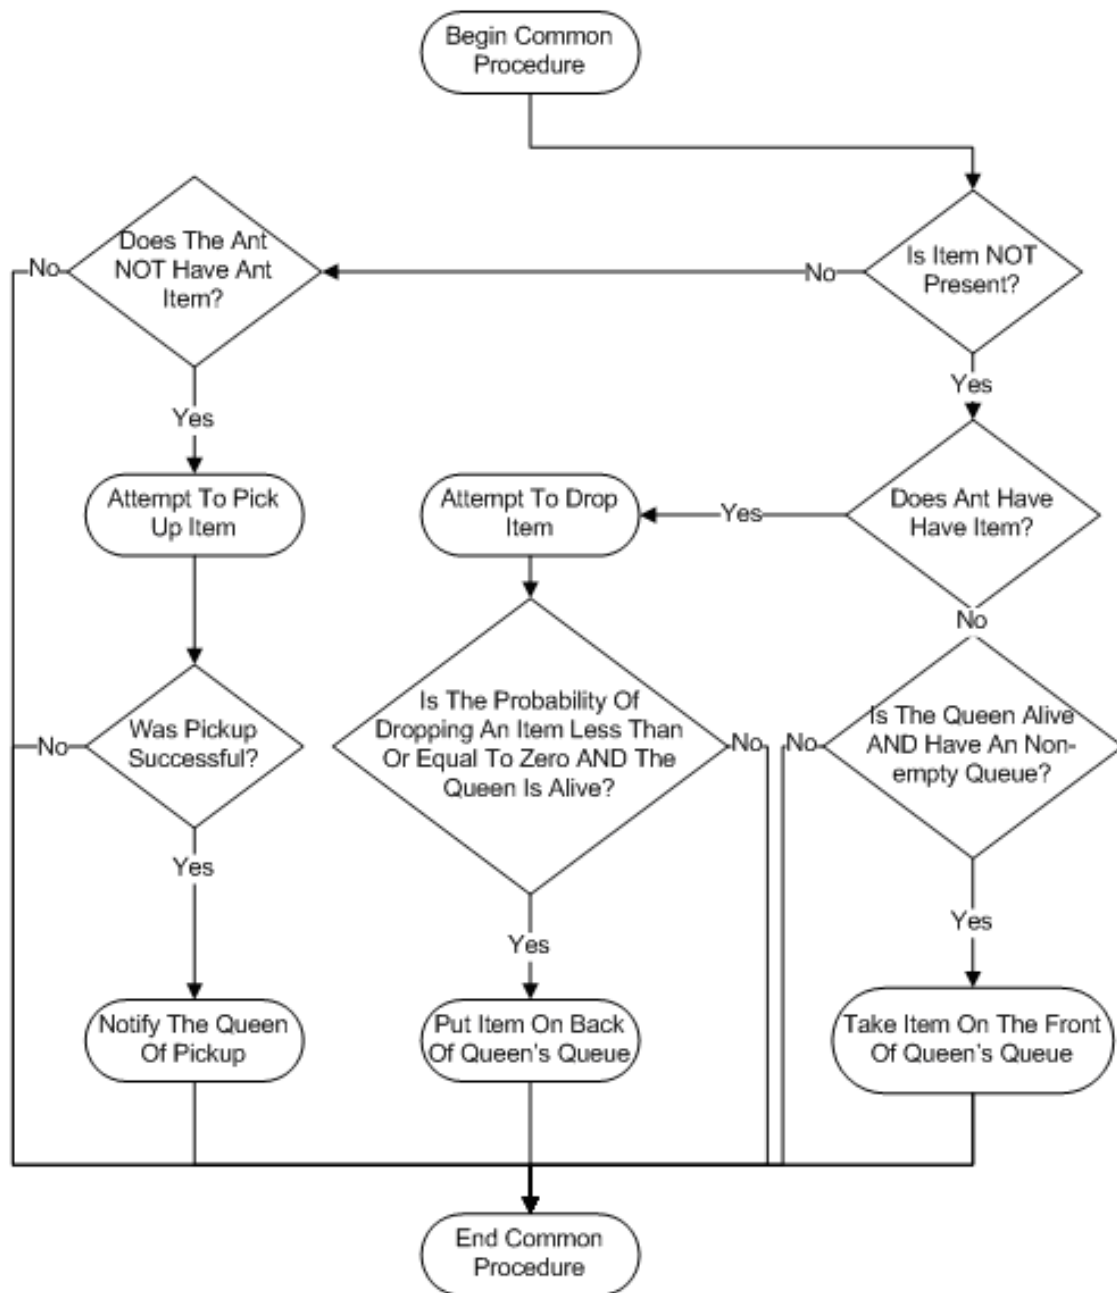 Begin Common
Procedure
Does The Ant
NOT Have Ant
Item?
No
No
Is Item NOT
Present?
Yes
Yes
Attempt To Pick
Up Item
Attempt To Drop
Item
Yes
Does Ant Have
Have Item?
No
Was Pickup
Successful?
No
Is The Probability Of
Dropping An Item Less Than
Or Equal To Zero AND The
Queen Is Alive?
No
No
Is The Queen Alive
AND Have An Non-
empty Queue?
Yes
Yes
Yes
Notify The Queen
Of Pickup
Put Item On Back
Of Queen's Queue
Take Item On The Front
Of Queen's Queue
End Common
Procedure